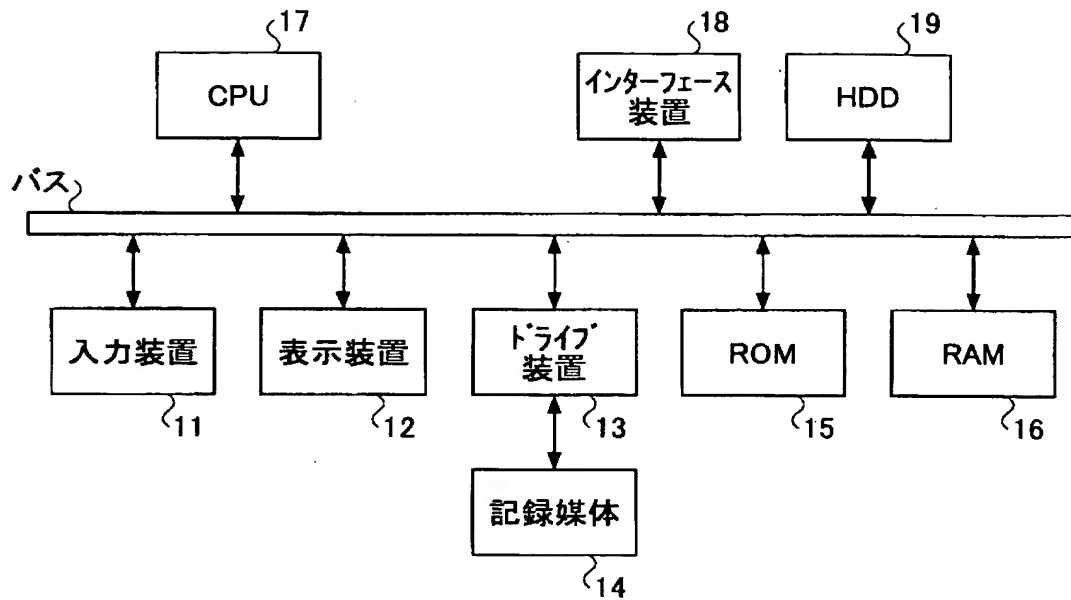 17
18
19
CPU
インターフェース
装置
HDD
バス
入力装置
表示装置
ドライブ
装置
ROM
RAM
11
12
13
15
16
記録媒体
14